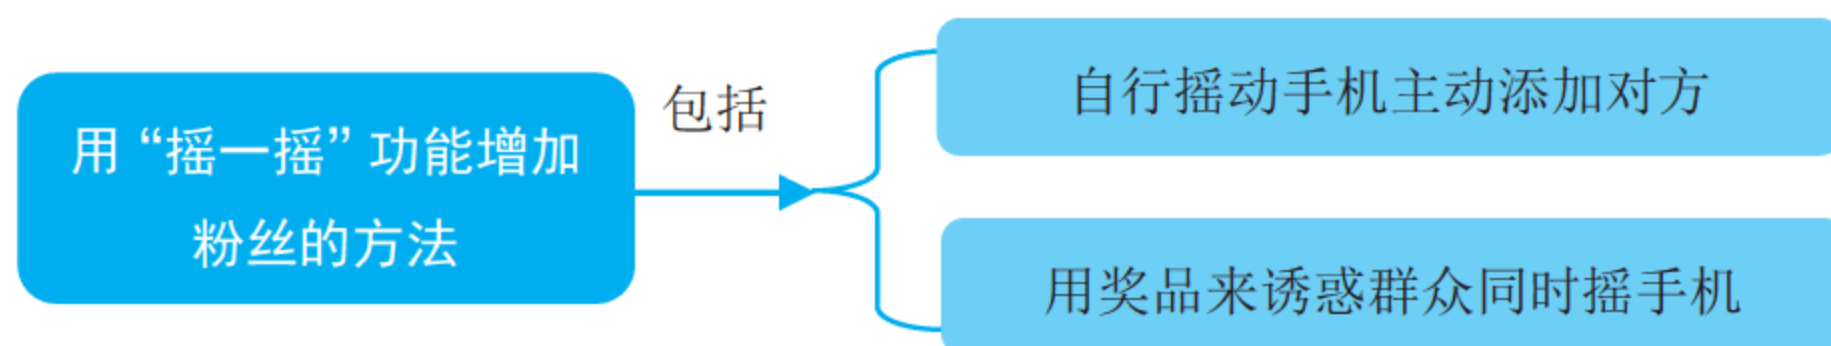 用“摇一摇”功能增加
粉丝的方法
包括
自行摇动手机主动添加对方
用奖品来诱惑群众同时摇手机